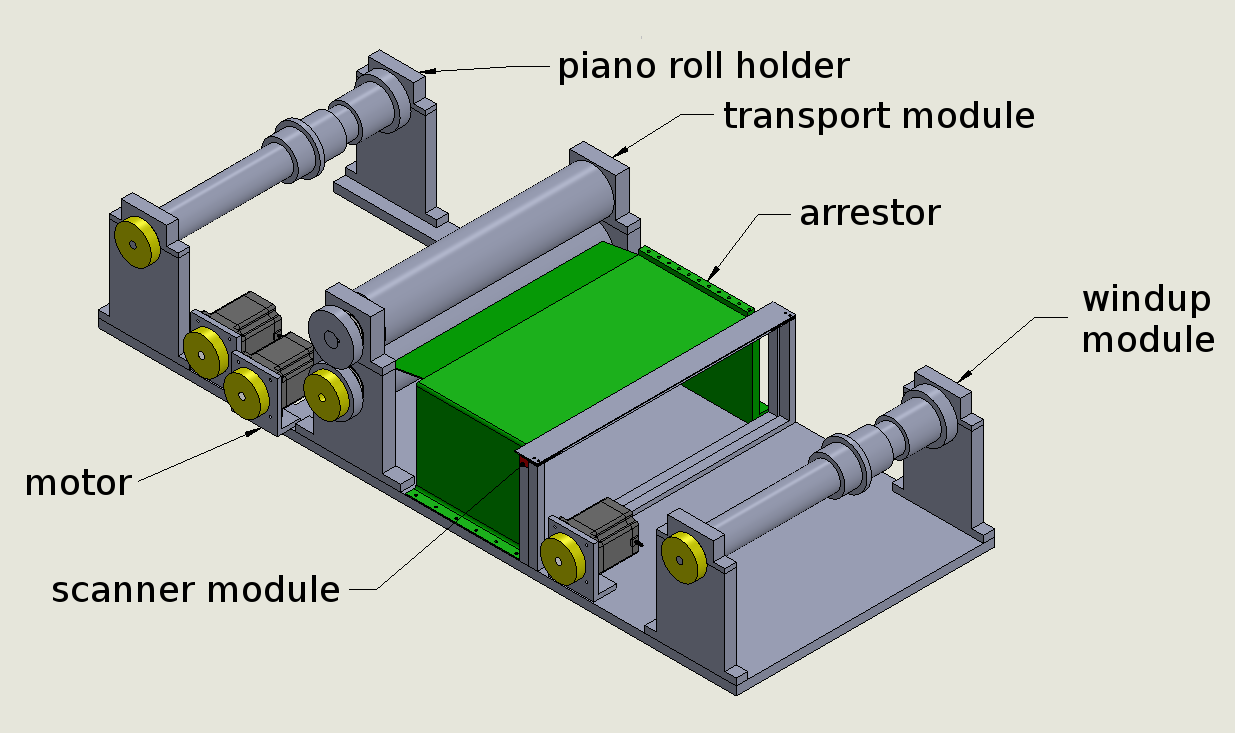 piano roll holder
transport module
arrestor
windup
module
motor
scanner module